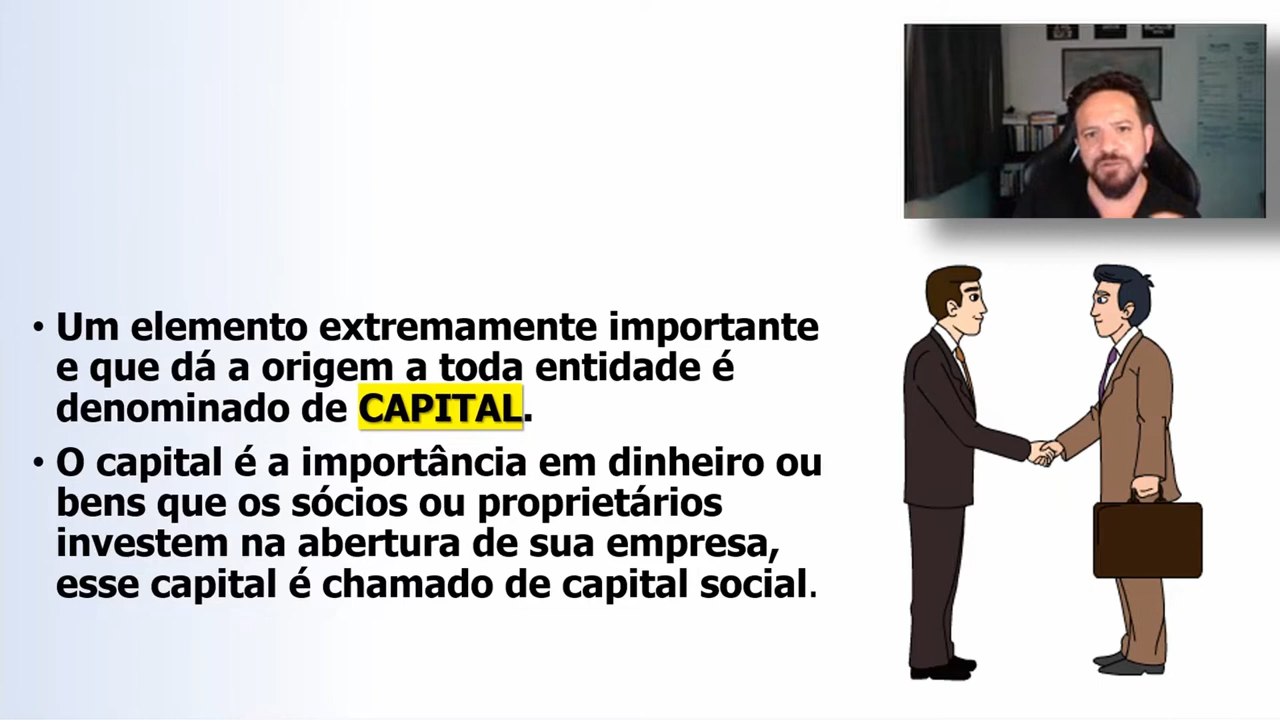 • Um elemento extremamente importante
e que dá a origem a toda entidade é
denominado de CAPITAL.
• O capital é a importância em dinheiro ou
bens que os sócios ou proprietários
investem na abertura de sua empresa,
esse capital é chamado de capital social.